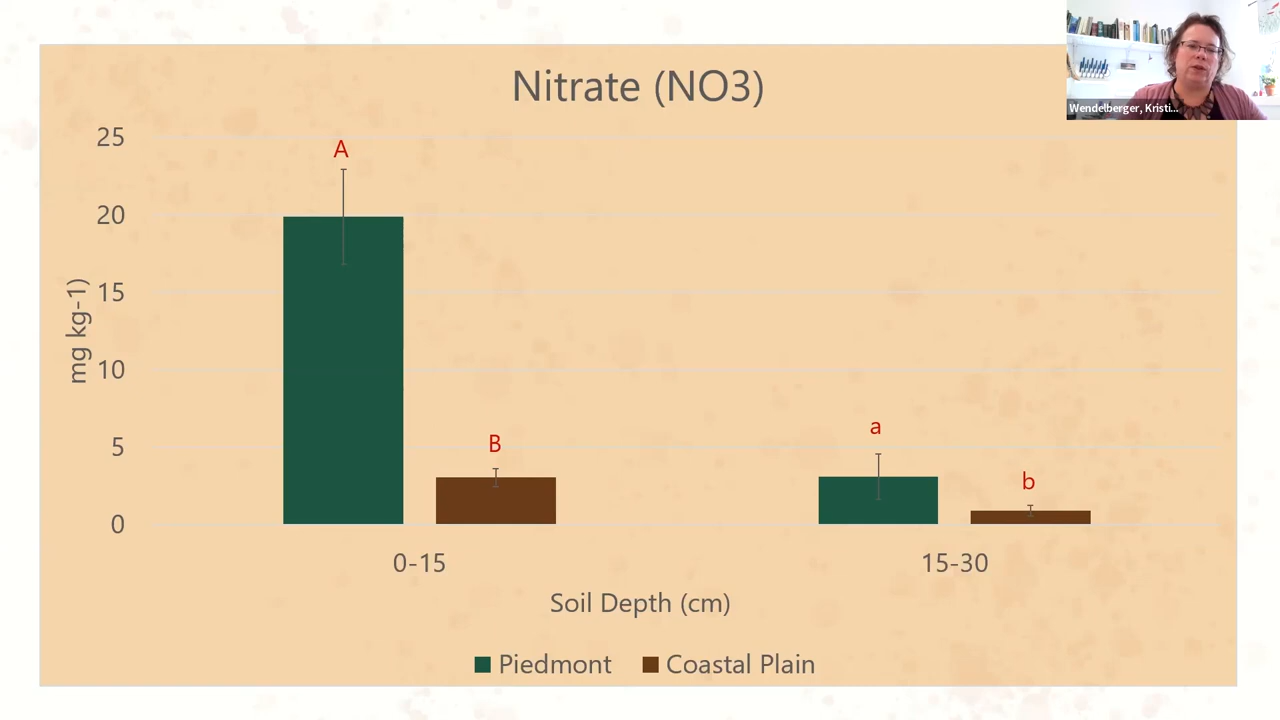 Nitrate (NO3)
Wendelberger, Kristi...
25
20
15
10
5
0
mg kg-1)
A
B
a
b
0-15
15-30
Soil Depth (cm)
Piedmont
Coastal Plain